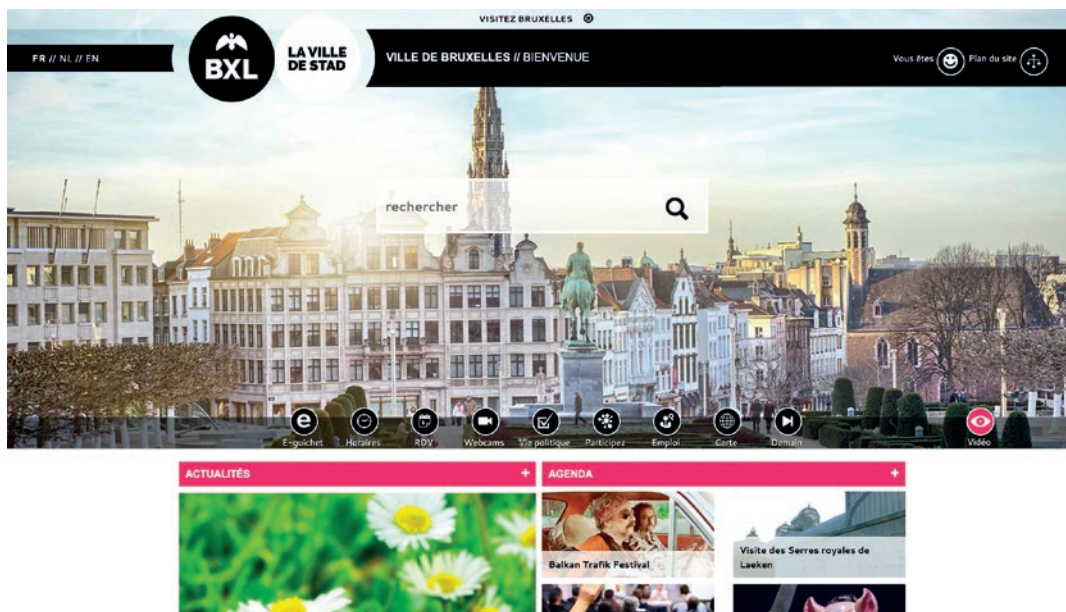 VISITEZ BRUXELLES
FR // NL // EN
BXL
LA VILLE
DE STAD
VILLE DE BRUXELLES // BIENVENUE
Vous êtes
Plan du site
rechercher
E-guichet
Horaires
RDV
Webcams
Vie politique
Participez
Emploi
Carte
Demain
Vidéo
ACTUALITÉS +
AGENDA +
Balkan Trafik Festival
Visite des Serres royales de
Laeken